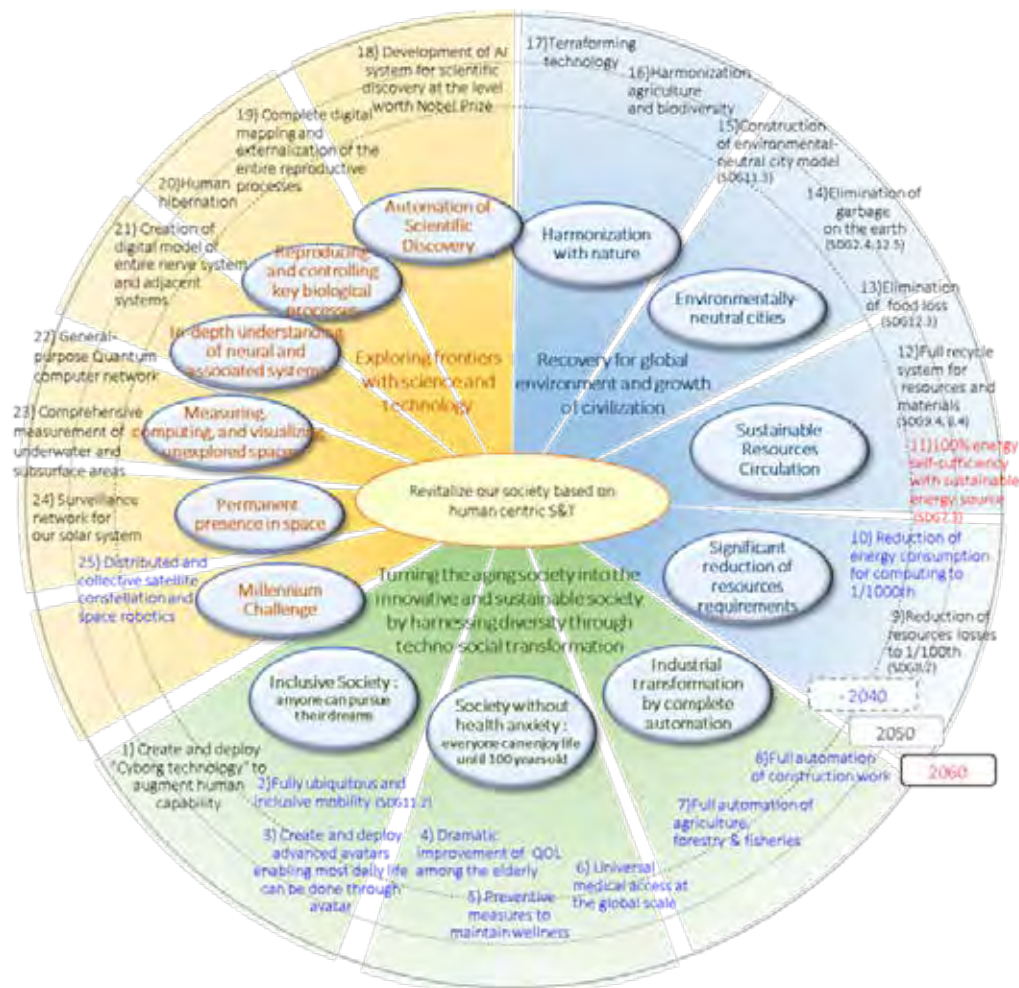 18) Development of AI
system for scientific
discovery at the level
worth Nobel Prize
17)Terraforming
technology
16)Harmonization
agriculture
and biodiversity
15)Construction
of environmental-
neutral city model
(SDG11.3)
14)Elimination of
garbage
on the earth
(SDG2.4,12.5)
13)Elimination
of food loss
(SDG12.3)
12)Full recycle
system for
resources and
materials
(SDG9.4, 8.4)
11)100% energy
self-sufficiency
with sustainable
energy source
(SDG7.3)
10) Reduction of
energy consumption
for computing to
1/1000th
9)Reduction of
resources losses
to 1/100th
19) Complete digital
mapping and
externalization of the
entire reproductive
processes
20)Human
hibernation
21) Creation of
digital model of
entire nerve system
and adjacent
systems
22) General-
purpose Quantum
computer network
23) Comprehensive
measurement of
underwater and
subsurface areas
24) Surveillance
network for
our solar system
25) Distributed and
collective satellite
constellation and
space robotics
Automation of
Scientific
Discovery
Reproducing
and controlling
key biological
processes
In-depth understanding
of neural and
associated systems
Measuring,
computing, and visualizing
unexplored space
Permanent
presence in space
Millennium
Challenge
Harmonization
with nature
Environmentally-
neutral cities
Sustainable
Resources
Circulation
Significant
reduction of
resources
requirements
Exploring frontiers
with science and
technology
Recovery for global
environment and growth
of civilization
Revitalize our society based on
human centric S&T
Turning the aging society into the
innovative and sustainable society
by harnessing diversity through
techno-social transformation
Inclusive Society :
anyone can pursue
their dreams
Society without
health anxiety :
everyone can enjoy life
until 100 years old
Industrial
transformation
by complete
automation
- 2040
2050
2060
1) Create and deploy
"Cyborg technology" to
augment human
capability
2)Fully ubiquitous and
inclusive mobility (SDG11.2)
3) Create and deploy
advanced avatars
enabling most daily life
can be done through
avatar
4) Dramatic
improvement of QOL
among the elderly
5) Preventive
measures to
maintain wellness
6) Universal
medical access at
the global scale
7)Full automation of
agriculture,
forestry & fisheries
8)Full automation
of construction work